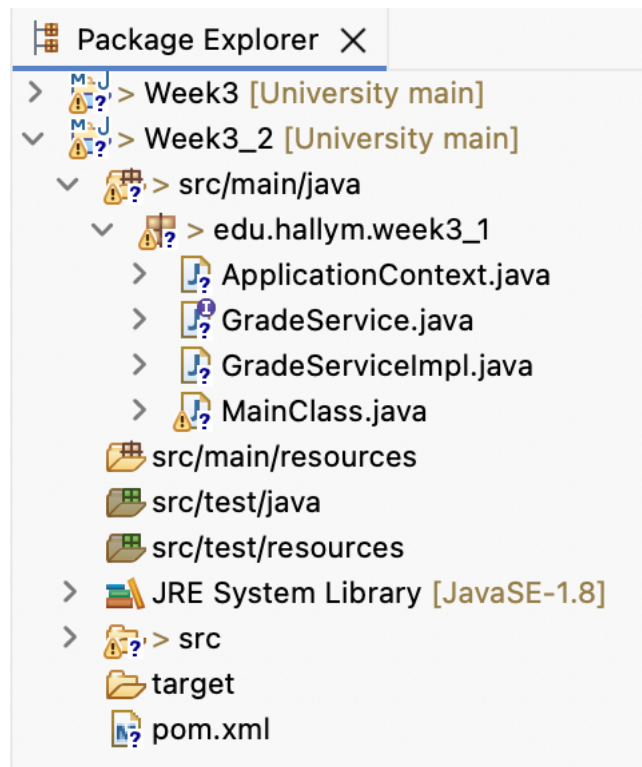 Package Explorer
> Week3 [University main]
> Week3_2 [University main]
> src/main/java
> edu.hallym.week3_1
ApplicationContext.java
GradeService.java
GradeServiceImpl.java
MainClass.java
src/main/resources
src/test/java
src/test/resources
JRE System Library [JavaSE-1.8]
> src
target
pom.xml